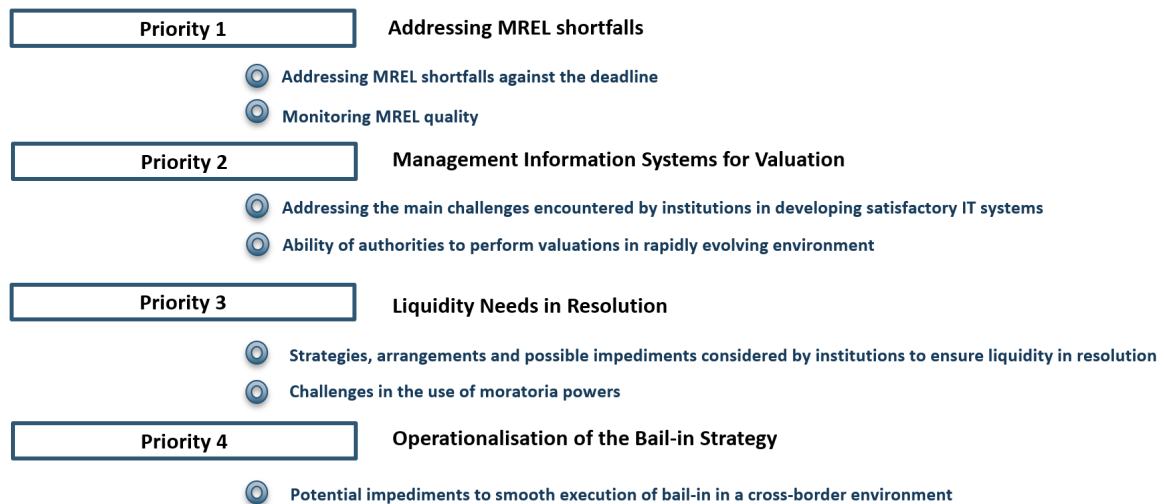 Priority 1
Addressing MREL shortfalls
Addressing MREL shortfalls against the deadline
Monitoring MREL quality
Priority 2
Management Information Systems for Valuation
Addressing the main challenges encountered by institutions in developing satisfactory IT systems
Ability of authorities to perform valuations in rapidly evolving environment
Priority 3
Liquidity Needs in Resolution
Strategies, arrangements and possible impediments considered by institutions to ensure liquidity in resolution
Challenges in the use of moratoria powers
Priority 4
Operationalisation of the Bail-in Strategy
Potential impediments to smooth execution of bail-in in a cross-border environment